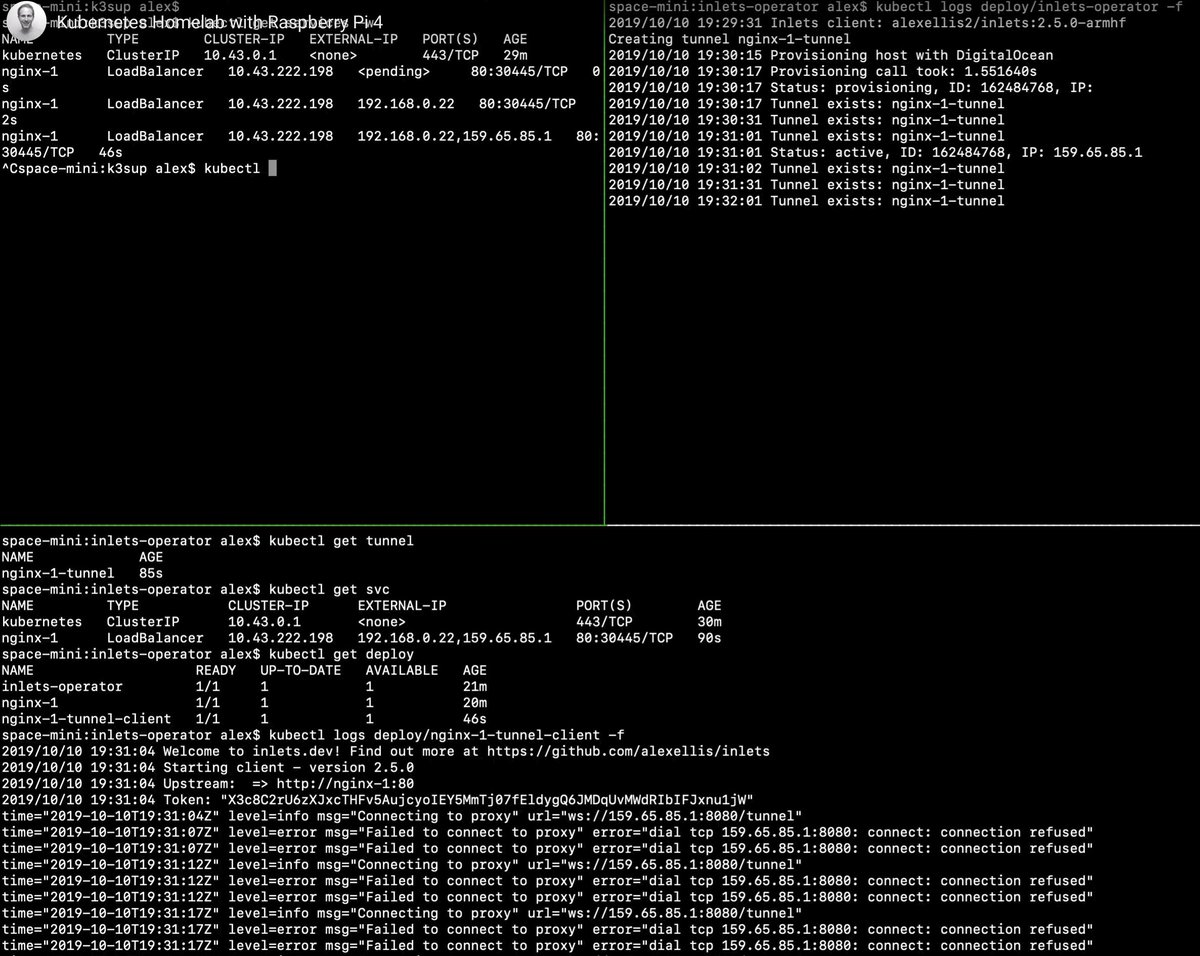 Kubernetes Homelab with Raspberry Pi 4
NAME TYPE CLUSTER-IP EXTERNAL-IP PORT(S) AGE
kubernetes ClusterIP 10.43.0.1 <none> 443/TCP 29m
nginx-1 LoadBalancer 10.43.222.198 <pending> 80:30445/TCP 0
s
nginx-1 LoadBalancer 10.43.222.198 192.168.0.22 80:30445/TCP
2s
nginx-1 LoadBalancer 10.43.222.198 192.168.0.22,159.65.85.1 80:
30445/TCP 46s
^Cspace-mini:k3sup alex$ kubectl
space-mini:inlets-operator alex$ kubectl logs deploy/inlets-operator -f
2019/10/10 19:29:31 Inlets client: alexellis2/inlets:2.5.0-armhf
Creating tunnel nginx-1-tunnel
2019/10/10 19:30:15 Provisioning host with DigitalOcean
2019/10/10 19:30:17 Provisioning call took: 1.551640s
2019/10/10 19:30:17 Status: provisioning, ID: 162484768, IP:
2019/10/10 19:30:17 Tunnel exists: nginx-1-tunnel
2019/10/10 19:30:31 Tunnel exists: nginx-1-tunnel
2019/10/10 19:31:01 Tunnel exists: nginx-1-tunnel
2019/10/10 19:31:01 Status: active, ID: 162484768, IP: 159.65.85.1
2019/10/10 19:31:02 Tunnel exists: nginx-1-tunnel
2019/10/10 19:31:31 Tunnel exists: nginx-1-tunnel
2019/10/10 19:32:01 Tunnel exists: nginx-1-tunnel
space-mini:inlets-operator alex$ kubectl get tunnel
NAME AGE
nginx-1-tunnel 85s
space-mini:inlets-operator alex$ kubectl get svc
NAME TYPE CLUSTER-IP EXTERNAL-IP PORT(S) AGE
kubernetes ClusterIP 10.43.0.1 <none> 443/TCP 30m
nginx-1 LoadBalancer 10.43.222.198 192.168.0.22,159.65.85.1 80:30445/TCP 90s
space-mini:inlets-operator alex$ kubectl get deploy
NAME READY UP-TO-DATE AVAILABLE AGE
inlets-operator 1/1 1 1 21m
nginx-1 1/1 1 1 20m
nginx-1-tunnel-client 1/1 1 1 46s
space-mini:inlets-operator alex$ kubectl logs deploy/nginx-1-tunnel-client -f
2019/10/10 19:31:04 Welcome to inlets.dev! Find out more at https://github.com/alexellis/inlets
2019/10/10 19:31:04 Starting client - version 2.5.0
2019/10/10 19:31:04 Upstream: => http://nginx-1:80
2019/10/10 19:31:04 Token: "X3c8C2rU6zXJxcTHFv5AujcyoIEY5MmTj07fEldygQ6JMDqUvMWdRIbIFJxnu1jW"
time="2019-10-10T19:31:04Z" level=info msg="Connecting to proxy" url="ws://159.65.85.1:8080/tunnel"
time="2019-10-10T19:31:07Z" level=error msg="Failed to connect to proxy" error="dial tcp 159.65.85.1:8080: connect: connection refused"
time="2019-10-10T19:31:07Z" level=error msg="Failed to connect to proxy" error="dial tcp 159.65.85.1:8080: connect: connection refused"
time="2019-10-10T19:31:12Z" level=info msg="Connecting to proxy" url="ws://159.65.85.1:8080/tunnel"
time="2019-10-10T19:31:12Z" level=error msg="Failed to connect to proxy" error="dial tcp 159.65.85.1:8080: connect: connection refused"
time="2019-10-10T19:31:12Z" level=error msg="Failed to connect to proxy" error="dial tcp 159.65.85.1:8080: connect: connection refused"
time="2019-10-10T19:31:17Z" level=info msg="Connecting to proxy" url="ws://159.65.85.1:8080/tunnel"
time="2019-10-10T19:31:17Z" level=error msg="Failed to connect to proxy" error="dial tcp 159.65.85.1:8080: connect: connection refused"
time="2019-10-10T19:31:17Z" level=error msg="Failed to connect to proxy" error="dial tcp 159.65.85.1:8080: connect: connection refused"